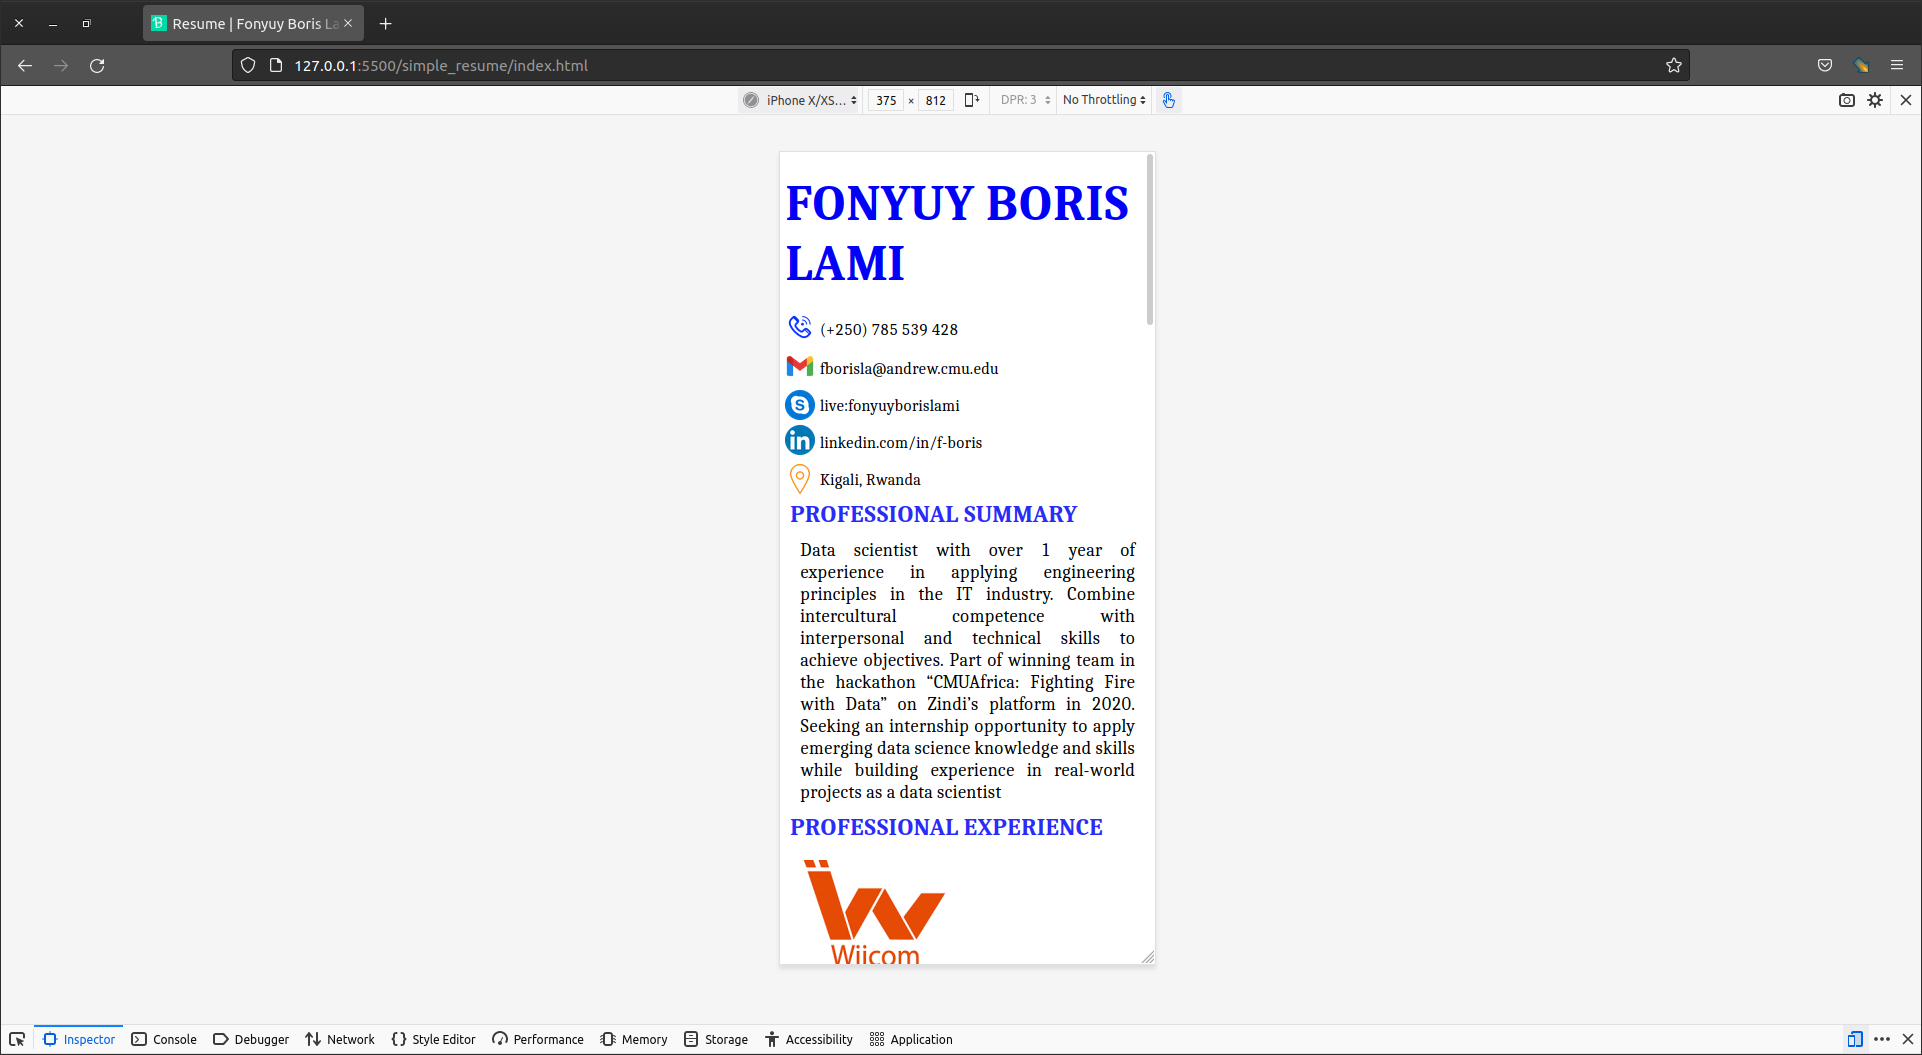 Resume | Fonyuy Boris La
127.0.0.1:5500/simple_resume/index.html
iPhone X/XS... 375 × 812 DPR: 3 No Throttling
FONYUY BORIS
LAMI
(+250) 785 539 428
fborisla@andrew.cmu.edu
live:fonyuyborislami
linkedin.com/in/f-boris
Kigali, Rwanda
PROFESSIONAL SUMMARY
Data scientist with over 1 year of
experience in applying engineering
principles in the IT industry. Combine
intercultural competence with
interpersonal and technical skills to
achieve objectives. Part of winning team in
the hackathon “CMUAfrica: Fighting Fire
with Data” on Zindi’s platform in 2020.
Seeking an internship opportunity to apply
emerging data science knowledge and skills
while building experience in real-world
projects as a data scientist
PROFESSIONAL EXPERIENCE
Wiicom
Inspector Console Debugger Network Style Editor Performance Memory Storage Accessibility Application